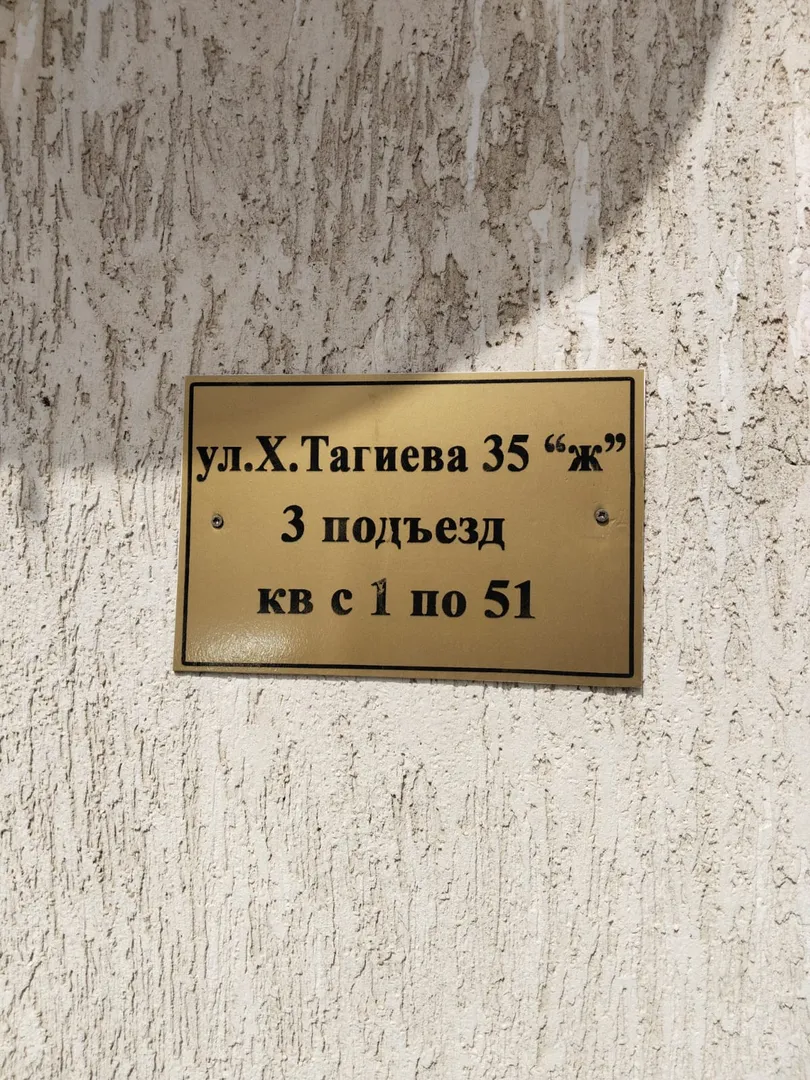 ул.Х.Тагиева 35 “ж”
3 подъезд
кв с 1 по 51